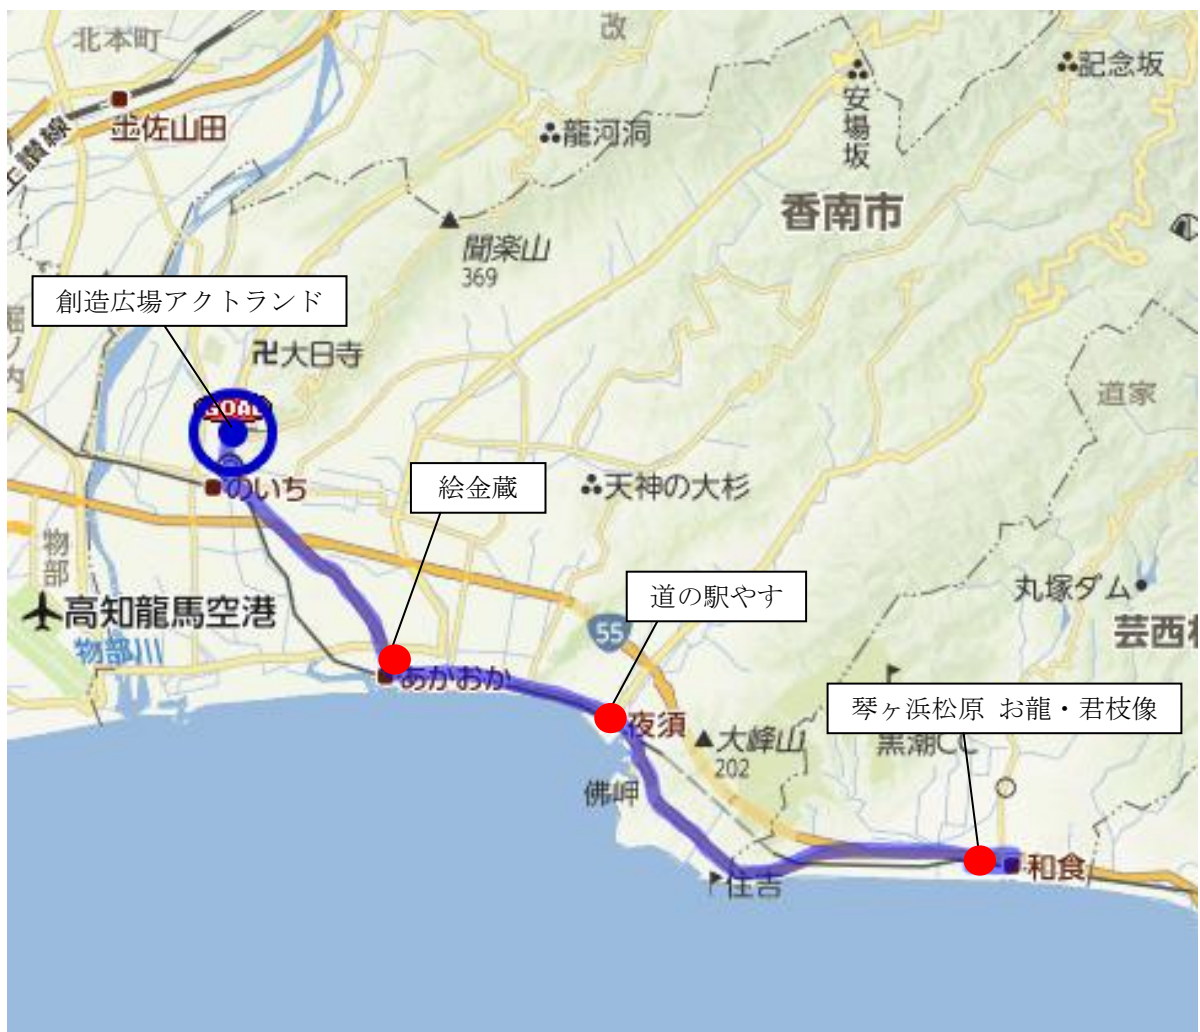 北本町
改
記念坂
安場坂
土佐山田
龍河洞
土讃線
香南市
聞楽山
369
創造広場アクトランド
卍大日寺
道家
GOAL
絵金蔵
のいち
天神の大杉
物部
道の駅やす
丸塚ダム
高知龍馬空港
55
物部川
あかおか
琴ヶ浜松原 お龍・君枝像
夜須
大峰山
202
黒潮CC
佛岬
和食
住吉